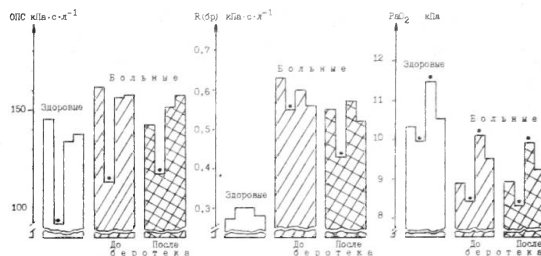 ОПС кПа·с·л⁻¹
Здоровые
Больные
150
100
До После
беротека
R(бр) кПа·с·л⁻¹
0,7
0,6
0,5
0,4
0,3
Больные
Здоровые
До После
беротека
PaO₂ кПа
12
11
10
9
8
Здоровые
Больные
До После
беротека